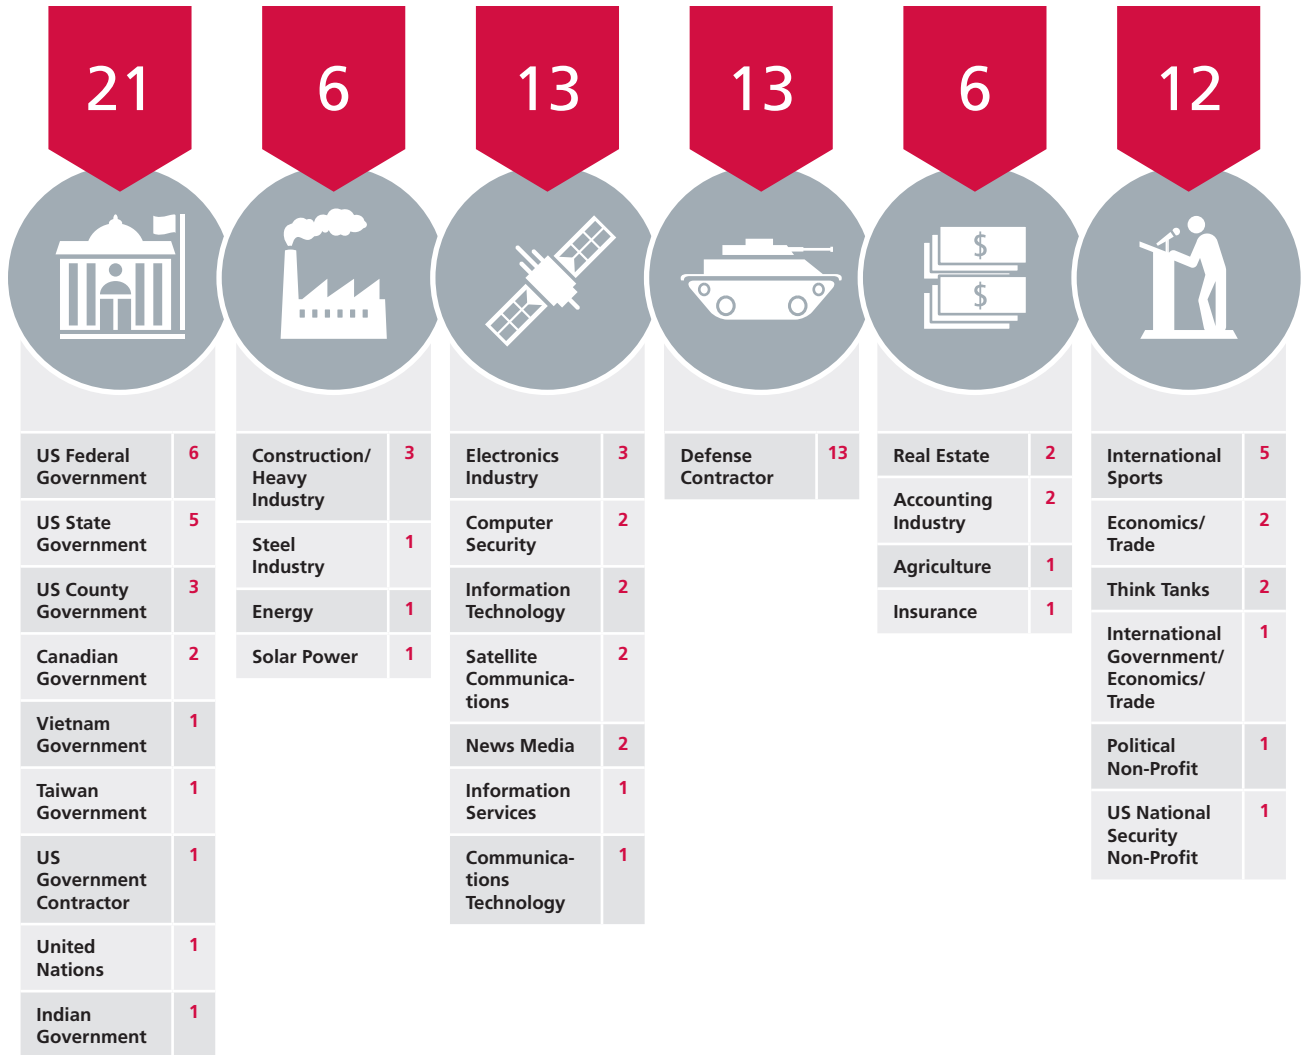 21
6
13
13
6
12
$
$
US Federal
Government
6
US State
Government
5
US County
Government
3
Canadian
Government
2
Vietnam
Government
1
Taiwan
Government
1
US
Government
Contractor
1
United
Nations
1
Indian
Government
1
Construction/
Heavy
Industry
3
Steel
Industry
1
Energy
1
Solar Power
1
Electronics
Industry
3
Computer
Security
2
Information
Technology
2
Satellite
Communica-
tions
2
News Media
2
Information
Services
1
Communica-
tions
Technology
1
Defense
Contractor
13
Real Estate
2
Accounting
Industry
2
Agriculture
1
Insurance
1
International
Sports
5
Economics/
Trade
2
Think Tanks
2
International
Government/
Economics/
Trade
1
Political
Non-Profit
1
US National
Security
Non-Profit
1